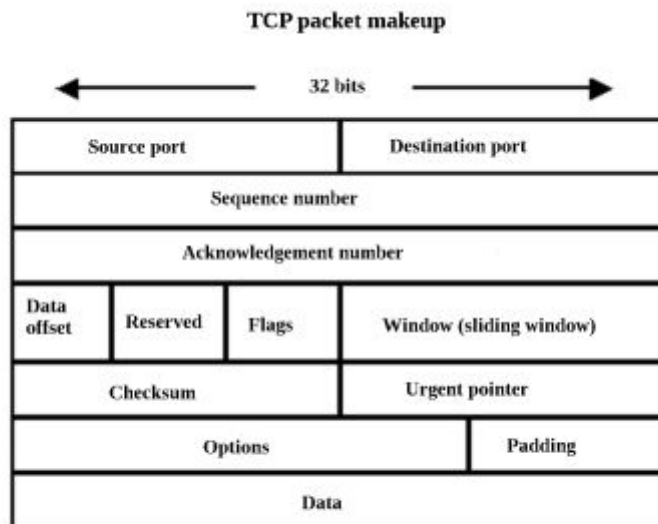 TCP packet makeup
32 bits
Source port
Destination port
Sequence number
Acknowledgement number
Data
offset
Reserved
Flags
Window (sliding window)
Checksum
Urgent pointer
Options
Padding
Data